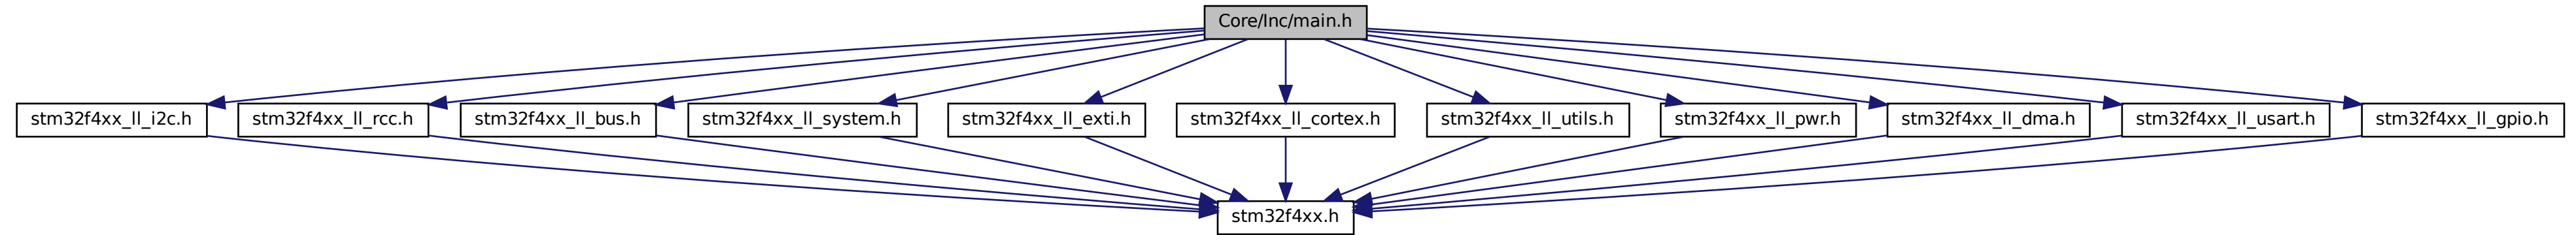 Core/Inc/main.h
stm32f4xx_ll_i2c.h
stm32f4xx_ll_rcc.h
stm32f4xx_ll_bus.h
stm32f4xx_ll_system.h
stm32f4xx_ll_exti.h
stm32f4xx_ll_cortex.h
stm32f4xx_ll_utils.h
stm32f4xx_ll_pwr.h
stm32f4xx_ll_dma.h
stm32f4xx_ll_usart.h
stm32f4xx_ll_gpio.h
stm32f4xx.h